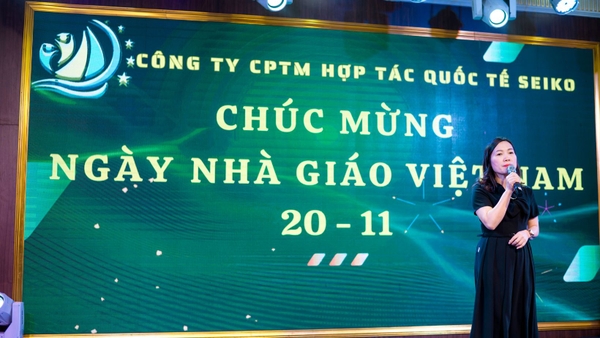 CÔNG TY CPTM HỢP TÁC QUỐC TẾ SEIKO
CHÚC MỪNG
NGÀY NHÀ GIÁO VIỆT NAM
20 - 11